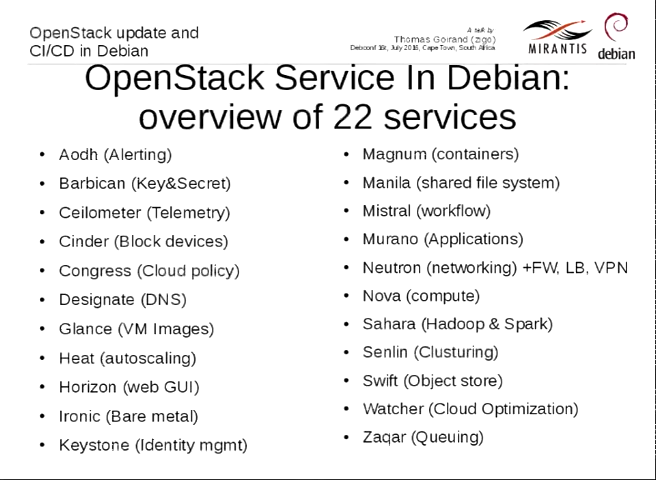 OpenStack update and
CI/CD in Debian
A talk by
Thomas Goirand (zigo)
Debconf 16t, July 2016, Cape Town, South Africa
MIRANTIS
debian
OpenStack Service In Debian:
overview of 22 services
• Aodh (Alerting)
• Barbican (Key&Secret)
• Ceilometer (Telemetry)
• Cinder (Block devices)
• Congress (Cloud policy)
• Designate (DNS)
• Glance (VM Images)
• Heat (autoscaling)
• Horizon (web GUI)
• Ironic (Bare metal)
• Keystone (Identity mgmt)
• Magnum (containers)
• Manila (shared file system)
• Mistral (workflow)
• Murano (Applications)
• Neutron (networking) +FW, LB, VPN
• Nova (compute)
• Sahara (Hadoop & Spark)
• Senlin (Clusturing)
• Swift (Object store)
• Watcher (Cloud Optimization)
• Zaqar (Queuing)